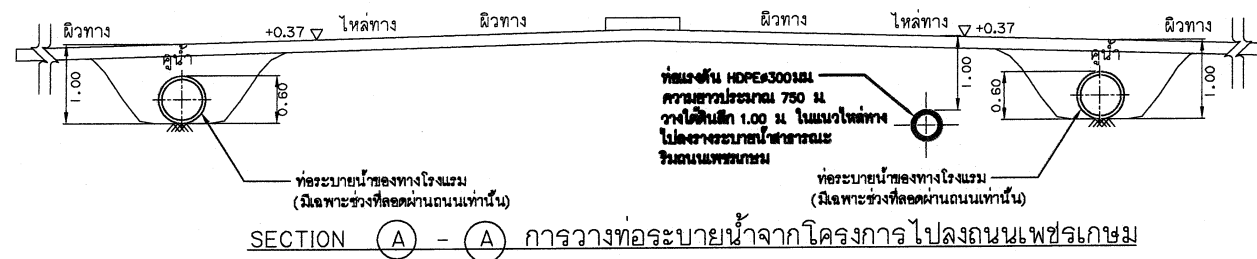 ผิวทาง
+0.37
ไหล่ทาง
ผิวทาง
ผิวทาง
ไหล่ทาง
+0.37
ผิวทาง
คูน้ำ
คูน้ำ
1.00
0.60
1.00
0.60
1.00
ท่อแรงดัน HDPEø300มม
ความยาวประมาณ 750 ม
วางใต้ดินลึก 1.00 ม ในแนวไหล่ทาง
ไปลงรางระบายน้ำสาธารณะ
ริมถนนเพชรเกษม
ท่อระบายน้ำของทางโรงแรม
(มีเฉพาะช่วงที่ลอดผ่านถนนเท่านั้น)
ท่อระบายน้ำของทางโรงแรม
(มีเฉพาะช่วงที่ลอดผ่านถนนเท่านั้น)
SECTION A - A การวางท่อระบายน้ำจากโครงการไปลงถนนเพชรเกษม